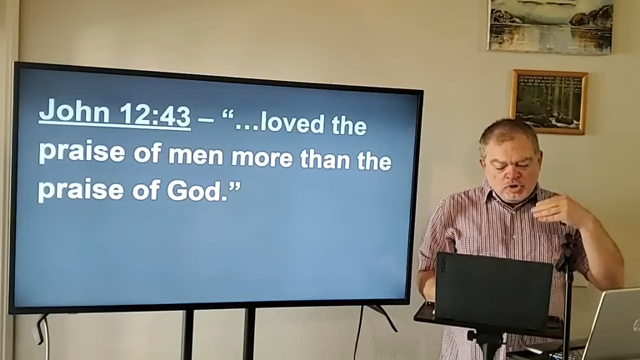 John 12:43 – “…loved the
praise of men more than the
praise of God.”